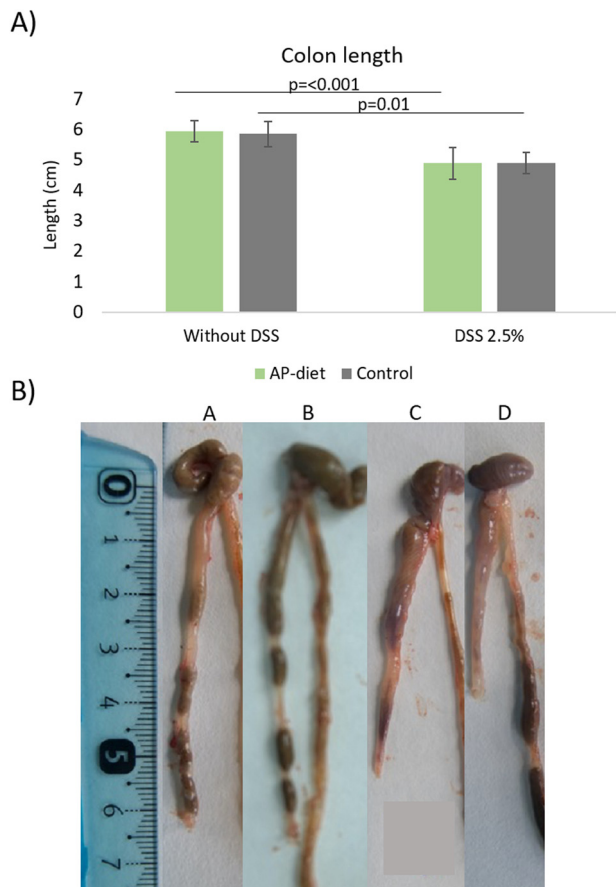 A)
Colon length
p=<0.001
p=0.01
7
6
5
4
3
2
1
0
Length (cm)
Without DSS
DSS 2.5%
AP-diet
Control
B)
A B C D
0
1
2
3
4
5
6
7